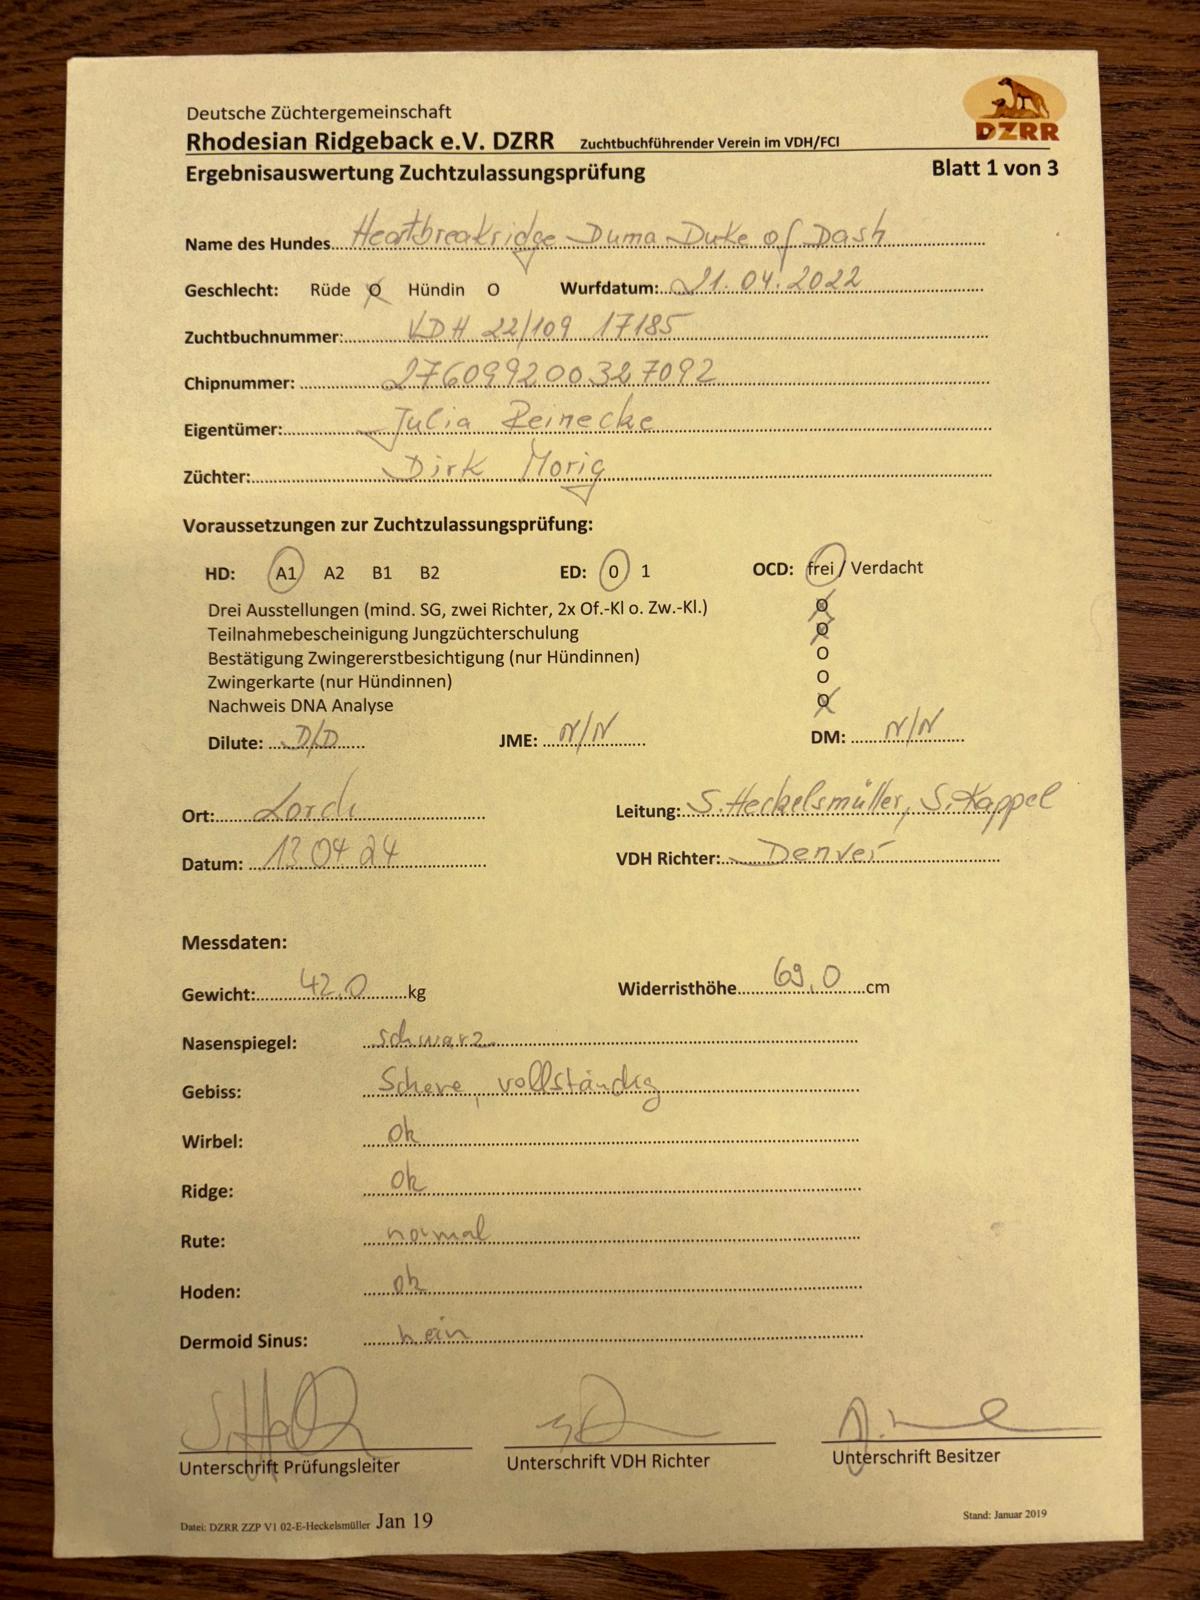 Deutsche Züchtergemeinschaft
Rhodesian Ridgeback e.V. DZRR Zuchtbuchführender Verein im VDH/FCI
DZRR
Ergebnisauswertung Zuchtzulassungsprüfung Blatt 1 von 3
Name des Hundes Heartbreakridge Duma Duke of Dash
Geschlecht: Rüde O Hündin O Wurfdatum: 21.04.2022
Zuchtbuchnummer: VDH 22/109 17185
Chipnummer: 276099200327092
Eigentümer: Julia Reinecke
Züchter: Dirk Morig
Voraussetzungen zur Zuchtzulassungsprüfung:
HD: A1 A2 B1 B2 ED: 0 1 OCD: frei / Verdacht
Drei Ausstellungen (mind. SG, zwei Richter, 2x Of.-Kl o. Zw.-Kl.) O
Teilnahmebescheinigung Jungzüchterschulung O
Bestätigung Zwingererstbesichtigung (nur Hündinnen) O
Zwingerkarte (nur Hündinnen) O
Nachweis DNA Analyse O
Dilute: D/D JME: N/N DM: N/N
Ort: Lorch Leitung: S. Heckelsmüller, S. Kappel
Datum: 13 04 24 VDH Richter: Denver
Messdaten:
Gewicht: 42,0 kg Widerristhöhe 69,0 cm
Nasenspiegel: schwarz
Gebiss: Schere, vollständig
Wirbel: ok
Ridge: ok
Rute: normal
Hoden: ok
Dermoid Sinus: nein
Unterschrift Prüfungsleiter Unterschrift VDH Richter Unterschrift Besitzer
Datei: DZRR ZZP V1 02-E-Heckelsmüller Jan 19 Stand: Januar 2019